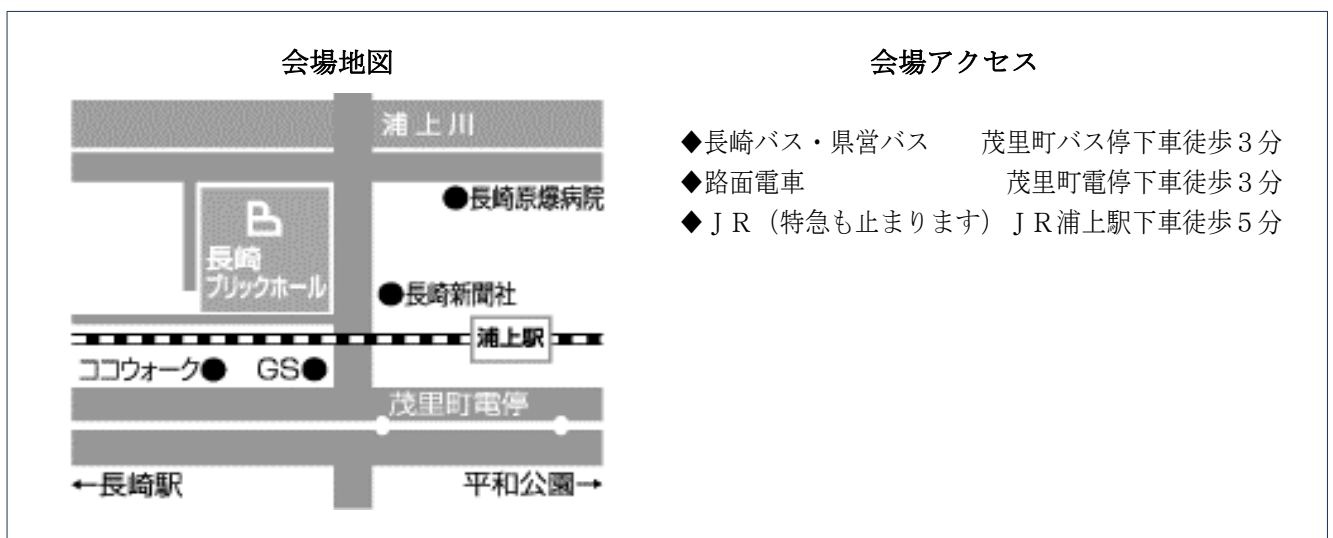 会場地図
浦上川
●長崎原爆病院
B
長崎
ブリックホール
●長崎新聞社
浦上駅
ココウォーク● GS●
茂里町電停
←長崎駅
平和公園→
会場アクセス
◆長崎バス・県営バス 茂里町バス停下車徒歩3分
◆路面電車 茂里町電停下車徒歩3分
◆JR(特急も止まります)JR浦上駅下車徒歩5分